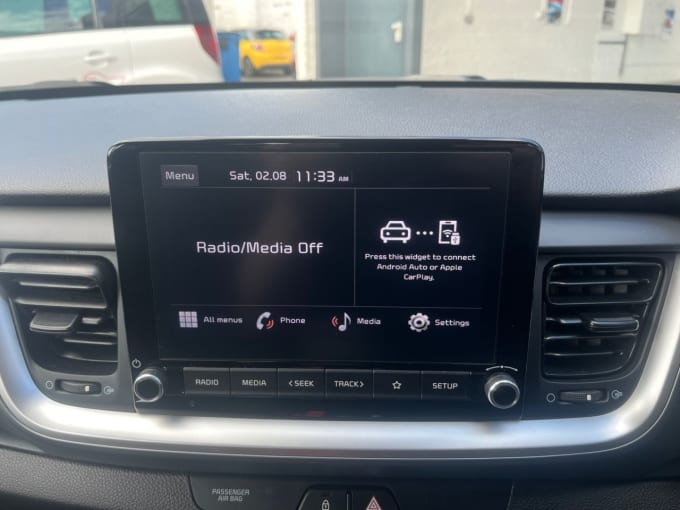 Menu
Sat, 02.08 11:33 AM
Radio/Media Off
Press this widget to connect
Android Auto or Apple
CarPlay.
All menus
Phone
Media
Settings
RADIO
MEDIA
< SEEK
TRACK >
SETUP
PASSENGER
AIR BAG